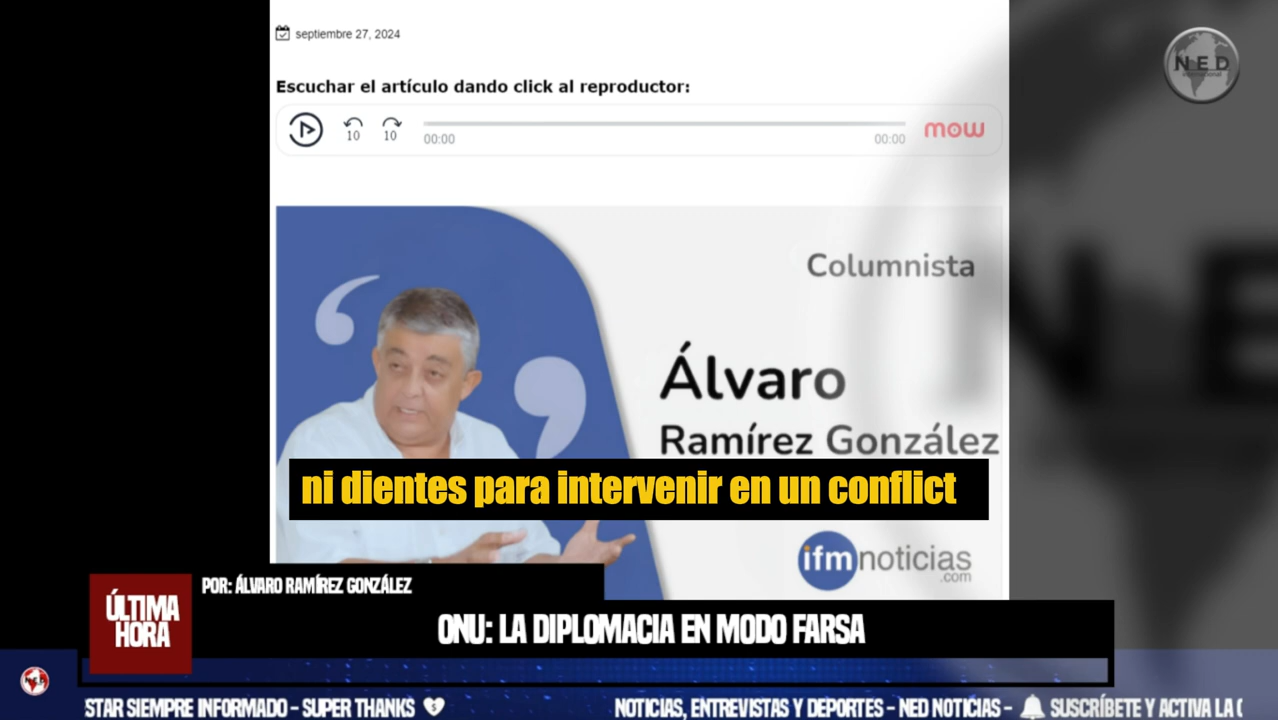 septiembre 27, 2024
NED
International
Escuchar el artículo dando click al reproductor:
10
10
00:00
00:00
mow
Columnista
Álvaro
Ramírez González
ni dientes para intervenir en un conflict
ifmnoticias
.com
POR: ÁLVARO RAMÍREZ GONZÁLEZ
ÚLTIMA
HORA
ONU: LA DIPLOMACIA EN MODO FARSA
STAR SIEMPRE INFORMADO - SUPER THANKS
NOTICIAS, ENTREVISTAS Y DEPORTES - NED NOTICIAS -
SUSCRÍBETE Y ACTIVA LA C